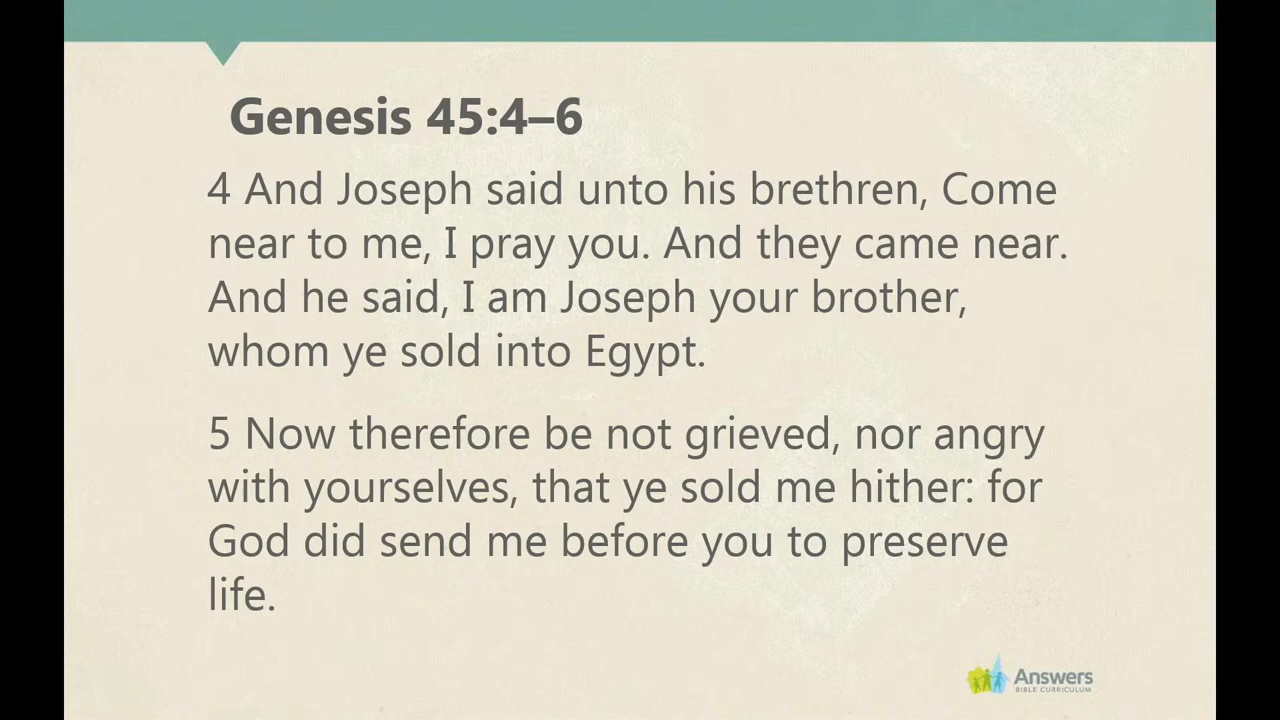 Genesis 45:4–6
4 And Joseph said unto his brethren, Come
near to me, I pray you. And they came near.
And he said, I am Joseph your brother,
whom ye sold into Egypt.
5 Now therefore be not grieved, nor angry
with yourselves, that ye sold me hither: for
God did send me before you to preserve
life.
Answers
BIBLE CURRICULUM